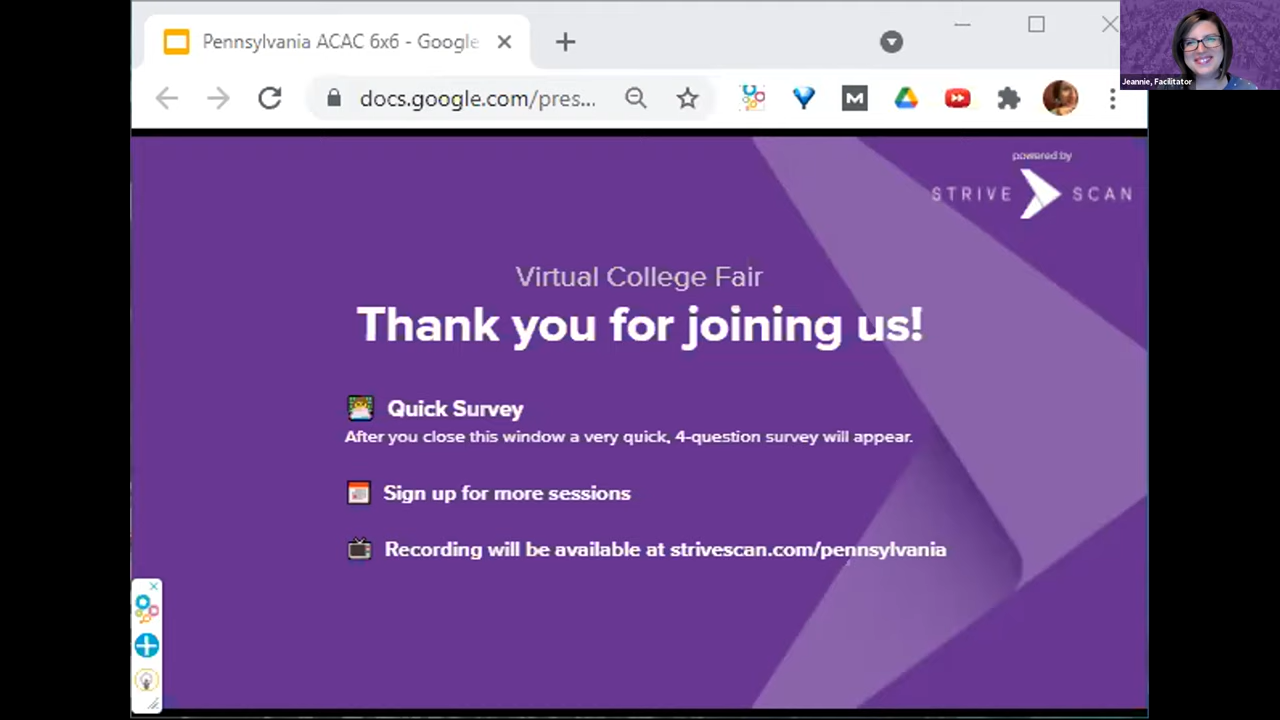 Pennsylvania ACAC 6x6 - Google
Jeannie, Facilitator
docs.google.com/pres...
powered by
STRIVE SCAN
Virtual College Fair
Thank you for joining us!
Quick Survey
After you close this window a very quick, 4-question survey will appear.
Sign up for more sessions
Recording will be available at strivescan.com/pennsylvania